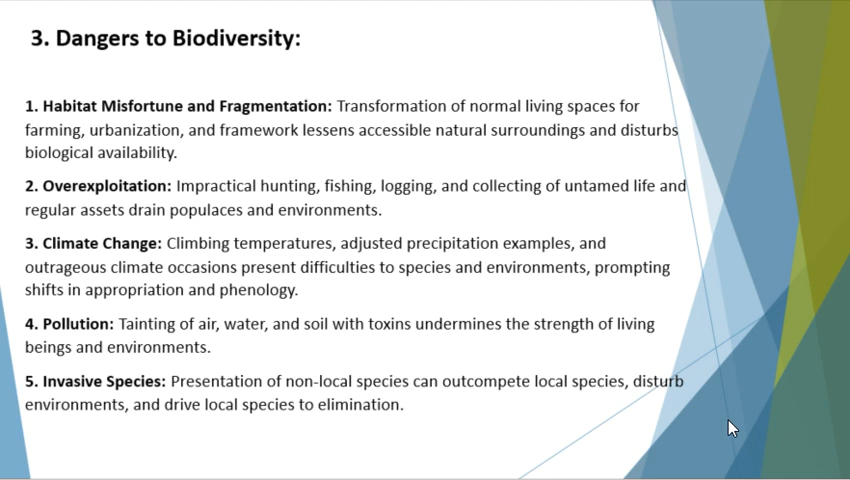 3. Dangers to Biodiversity:
1. Habitat Misfortune and Fragmentation: Transformation of normal living spaces for
farming, urbanization, and framework lessens accessible natural surroundings and disturbs
biological availability.
2. Overexploitation: Impractical hunting, fishing, logging, and collecting of untamed life and
regular assets drain populaces and environments.
3. Climate Change: Climbing temperatures, adjusted precipitation examples, and
outrageous climate occasions present difficulties to species and environments, prompting
shifts in appropriation and phenology.
4. Pollution: Tainting of air, water, and soil with toxins undermines the strength of living
beings and environments.
5. Invasive Species: Presentation of non-local species can outcompete local species, disturb
environments, and drive local species to elimination.